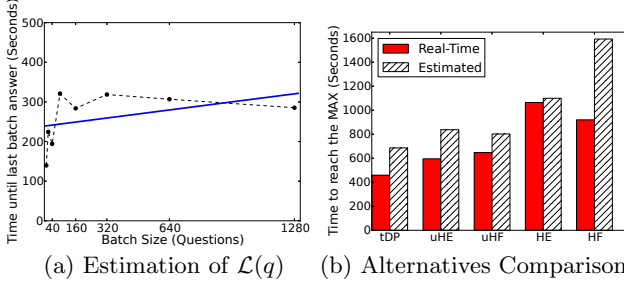 500
400
300
200
100
0
Time until last batch answer (Seconds)
40 160 320 640 1280
Batch Size (Questions)
(a) Estimation of ℒ(q)
1600
1400
1200
1000
800
600
400
200
0
Time to reach the MAX (Seconds)
Real-Time
Estimated
tDP uHE uHF HE HF
(b) Alternatives Comparison